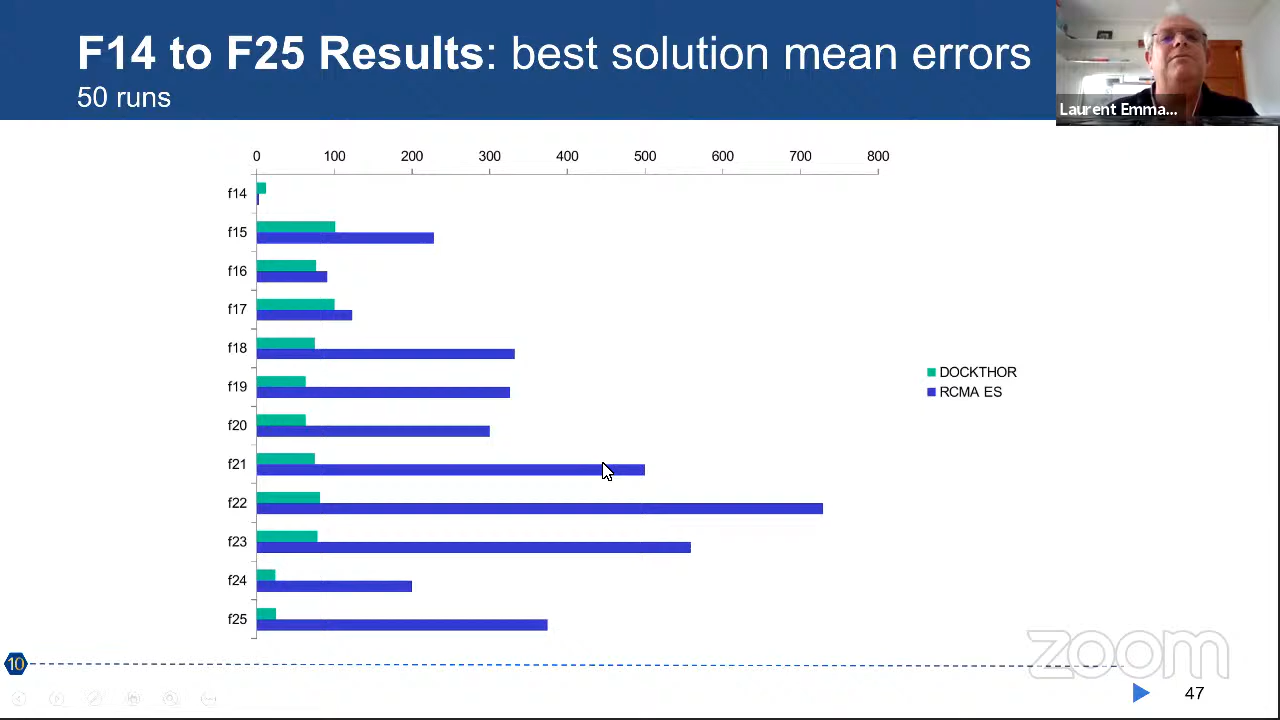 F14 to F25 Results: best solution mean errors
50 runs
Laurent Emma...
0 100 200 300 400 500 600 700 800
f14
f15
f16
f17
f18
f19
f20
f21
f22
f23
f24
f25
DOCKTHOR
RCMA ES
zoom
10
47